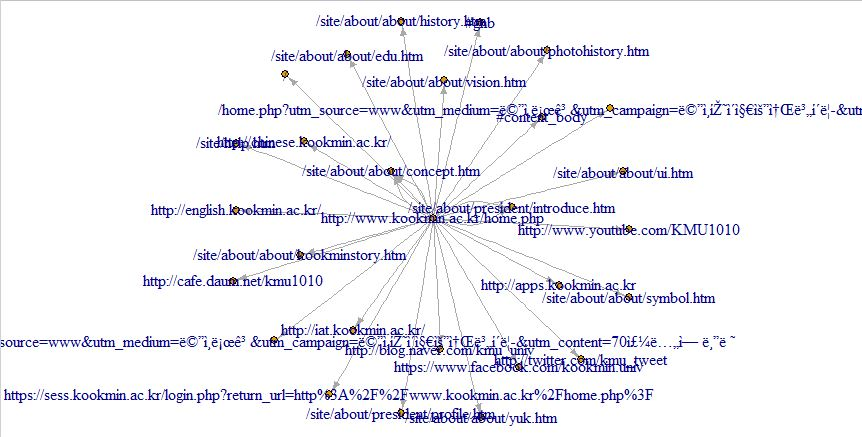 /site/about/about/history.htm
#gnb
/site/about/about/edu.htm
/site/about/about/photohistory.htm
/site/about/about/vision.htm
#content_body
http://chinese.kookmin.ac.kr/
/site/about/about/concept.htm
/site/about/about/ui.htm
http://english.kookmin.ac.kr/
/site/about/president/introduce.htm
http://www.kookmin.ac.kr/home.php
http://www.youtube.com/KMU1010
/site/about/about/kookminstory.htm
http://cafe.daum.net/kmu1010
http://apps.kookmin.ac.kr
/site/about/about/symbol.htm
http://iat.kookmin.ac.kr/
http://blog.naver.com/kmu_univ
http://twitter.com/kmu_tweet
https://www.facebook.com/kookmin.univ
https://sess.kookmin.ac.kr/login.php?return_url=http%3A%2F%2Fwww.kookmin.ac.kr%2Fhome.php%3F
/site/about/president/profile.htm
/site/about/about/yuk.htm